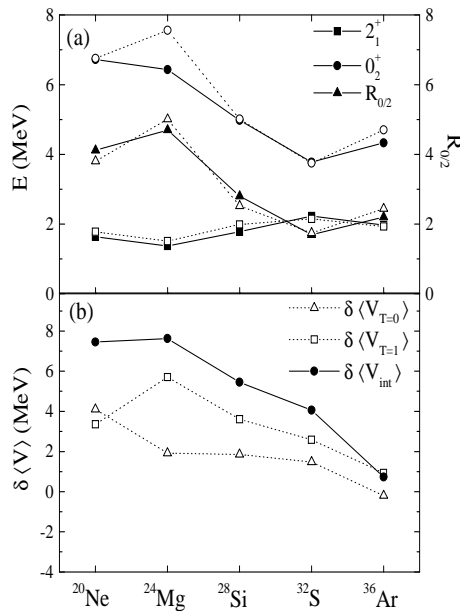 (a)
2₁⁺
0₂⁺
R₀/₂
8
6
4
2
0
E (MeV)
8
6
4
2
0
R₀/₂
(b)
δ⟨V_{T=0}⟩
δ⟨V_{T=1}⟩
δ⟨V_{int}⟩
8
6
4
2
0
-2
-4
δ⟨V⟩ (MeV)
²⁰Ne ²⁴Mg ²⁸Si ³²S ³⁶Ar